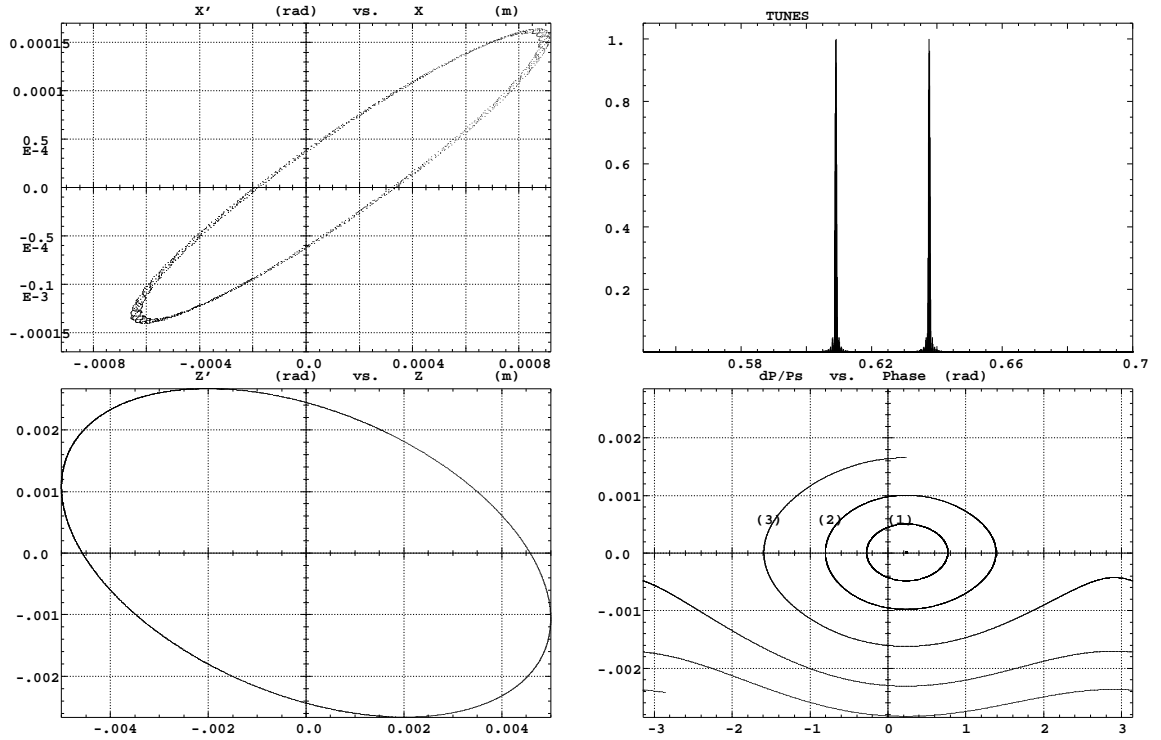 X' (rad) vs. X (m)
0.00015
0.0001
0.5
E-4
0.0
-0.5
E-4
-0.1
E-3
-.00015
-0.0008 -0.0004 0.0 0.0004 0.0008
TUNES
1.
0.8
0.6
0.4
0.2
0.58 0.62 0.66 0.7
Z' (rad) vs. Z (m)
0.002
0.001
0.0
-.001
-.002
-0.004 -0.002 0.0 0.002 0.004
dP/Ps vs. Phase (rad)
0.002
0.001
(3) (2) (1)
0.0
-.001
-.002
-3 -2 -1 0 1 2 3